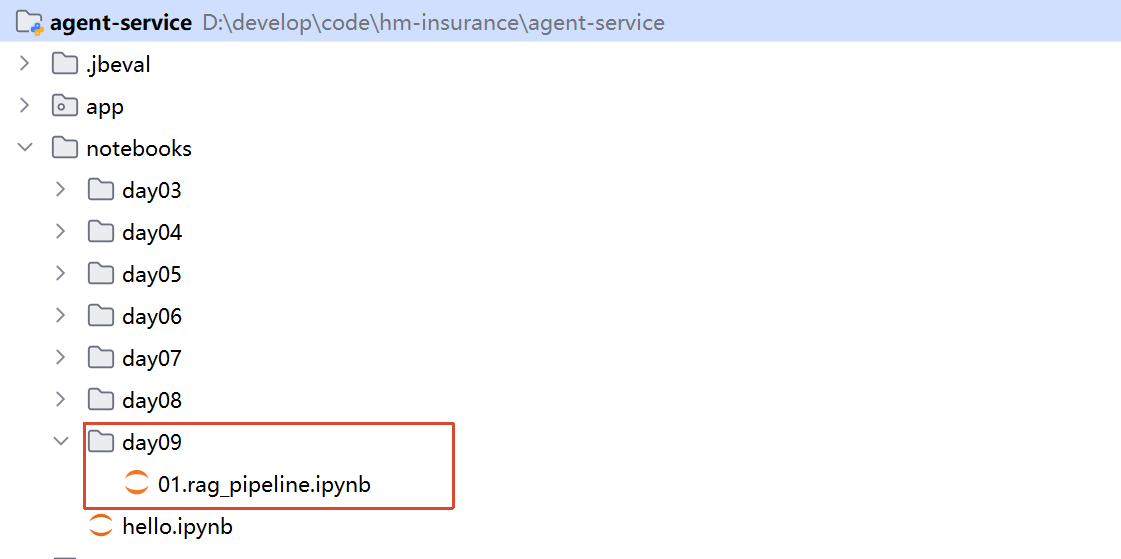 agent-service D:\develop\code\hm-insurance\agent-service
.jbeval
app
notebooks
day03
day04
day05
day06
day07
day08
day09
01.rag_pipeline.ipynb
hello.ipynb